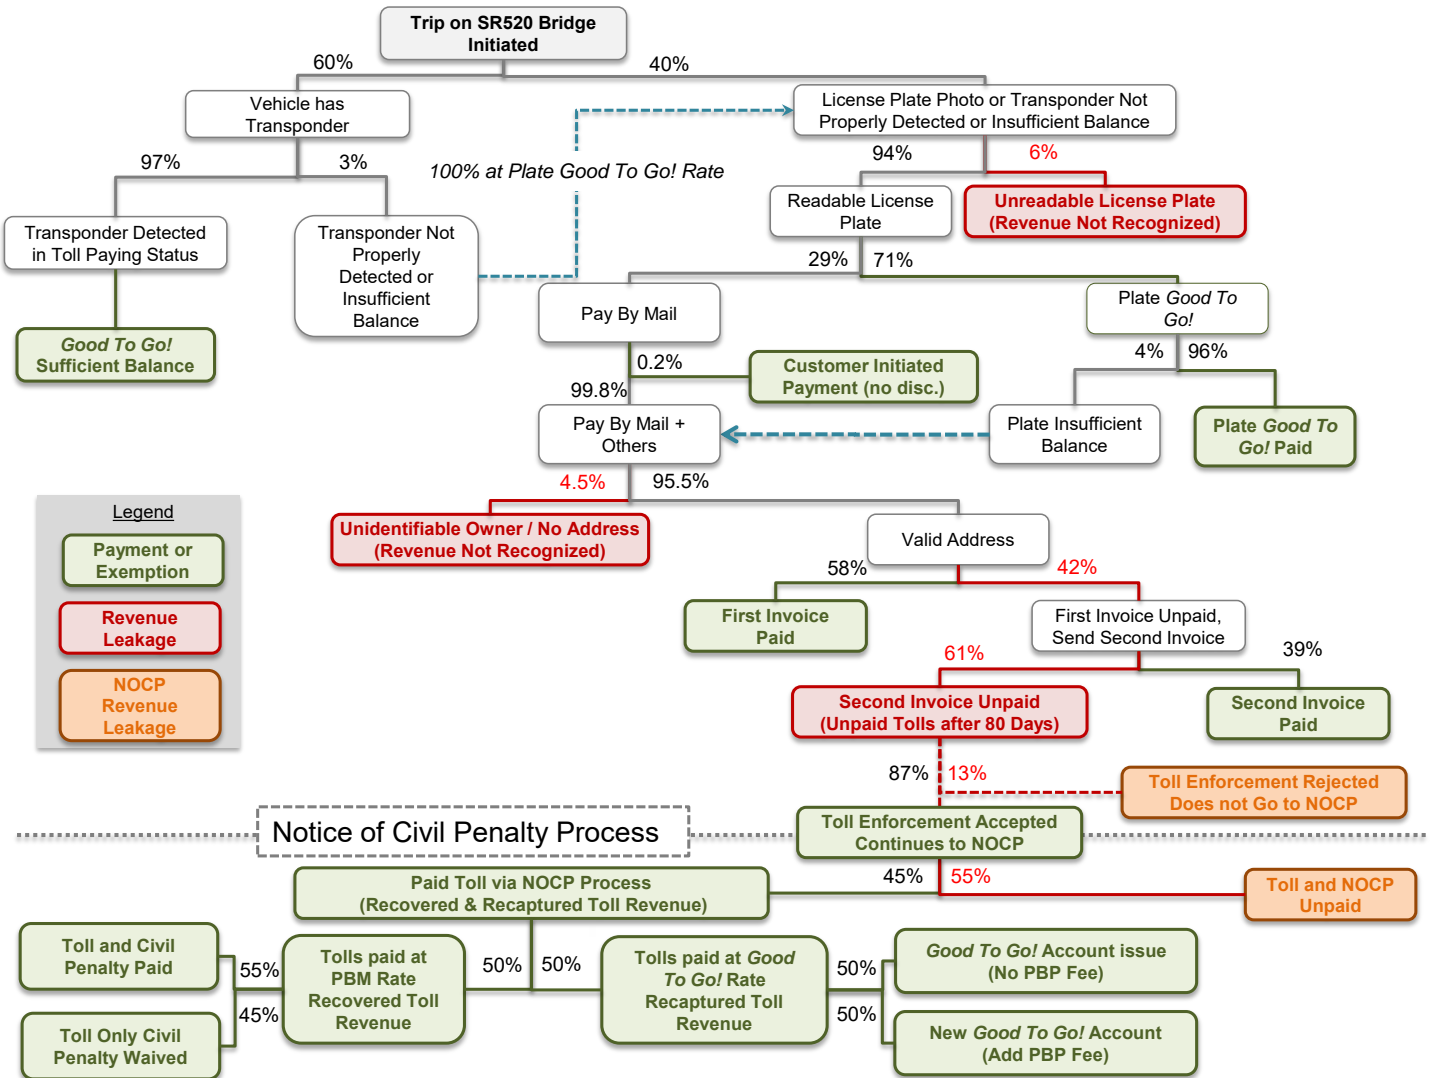 Trip on SR520 Bridge
Initiated
60%
40%
Vehicle has
Transponder
License Plate Photo or Transponder Not
Properly Detected or Insufficient Balance
97%
3%
100% at Plate Good To Go! Rate
94%
6%
Transponder Detected
in Toll Paying Status
Transponder Not
Properly
Detected or
Insufficient
Balance
Readable License
Plate
Unreadable License Plate
(Revenue Not Recognized)
29%
71%
Good To Go!
Sufficient Balance
Pay By Mail
Plate Good To
Go!
0.2%
99.8%
Customer Initiated
Payment (no disc.)
4%
96%
Pay By Mail +
Others
Plate Insufficient
Balance
Plate Good To
Go! Paid
4.5%
95.5%
Unidentifiable Owner / No Address
(Revenue Not Recognized)
Valid Address
Legend
Payment or
Exemption
Revenue
Leakage
NOCP
Revenue
Leakage
58%
42%
First Invoice
Paid
First Invoice Unpaid,
Send Second Invoice
61%
39%
Second Invoice Unpaid
(Unpaid Tolls after 80 Days)
Second Invoice
Paid
87%
13%
Toll Enforcement Rejected
Does not Go to NOCP
Notice of Civil Penalty Process
Toll Enforcement Accepted
Continues to NOCP
45%
55%
Paid Toll via NOCP Process
(Recovered & Recaptured Toll Revenue)
Toll and NOCP
Unpaid
Toll and Civil
Penalty Paid
55%
45%
Toll Only Civil
Penalty Waived
Tolls paid at
PBM Rate
Recovered Toll
Revenue
50%
50%
Tolls paid at Good
To Go! Rate
Recaptured Toll
Revenue
50%
50%
Good To Go! Account issue
(No PBP Fee)
New Good To Go! Account
(Add PBP Fee)